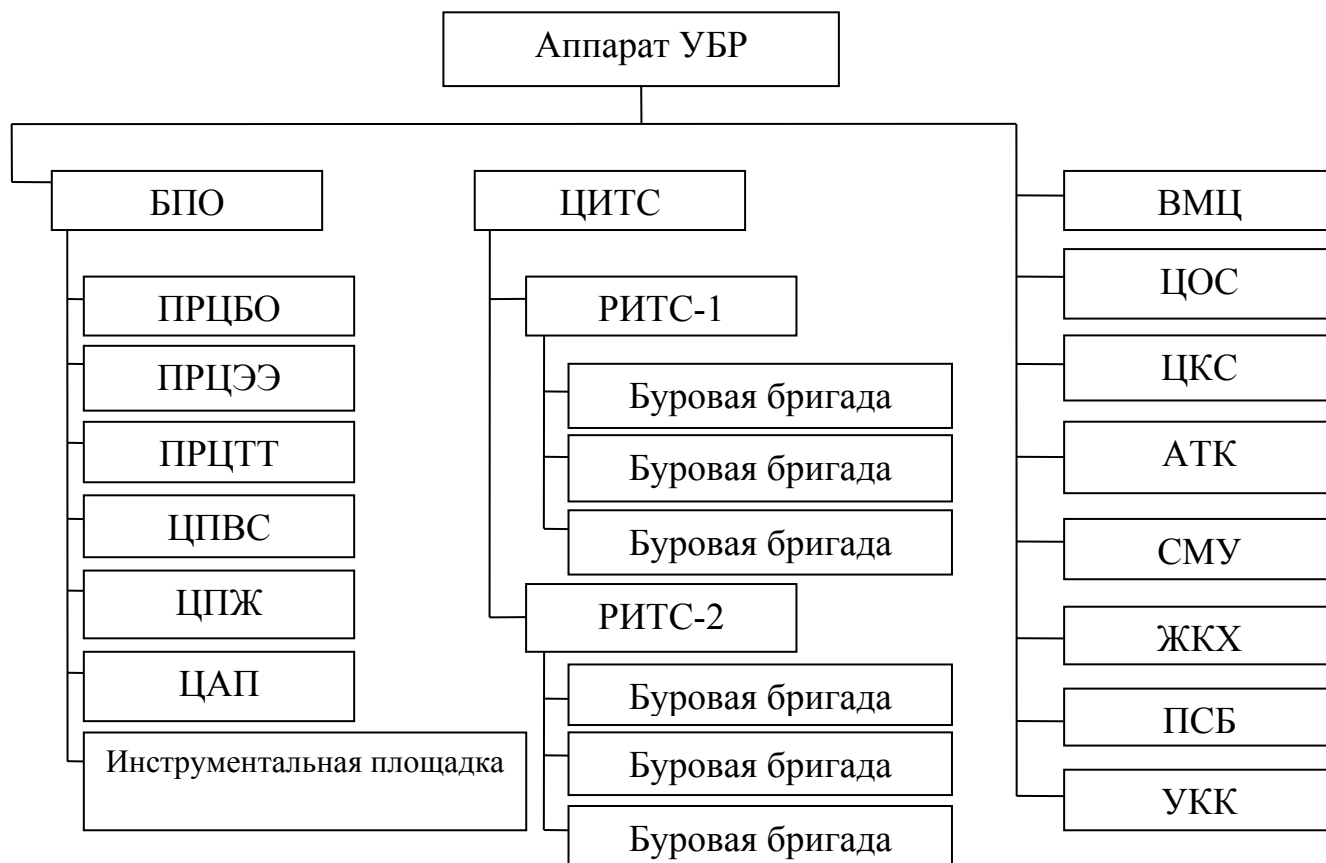 Аппарат УБР
БПО
ПРЦБО
ПРЦЭЭ
ПРЦТТ
ЦПВС
ЦПЖ
ЦАП
Инструментальная площадка
ЦИТС
РИТС-1
Буровая бригада
Буровая бригада
Буровая бригада
РИТС-2
Буровая бригада
Буровая бригада
Буровая бригада
ВМЦ
ЦОС
ЦКС
АТК
СМУ
ЖКХ
ПСБ
УКК